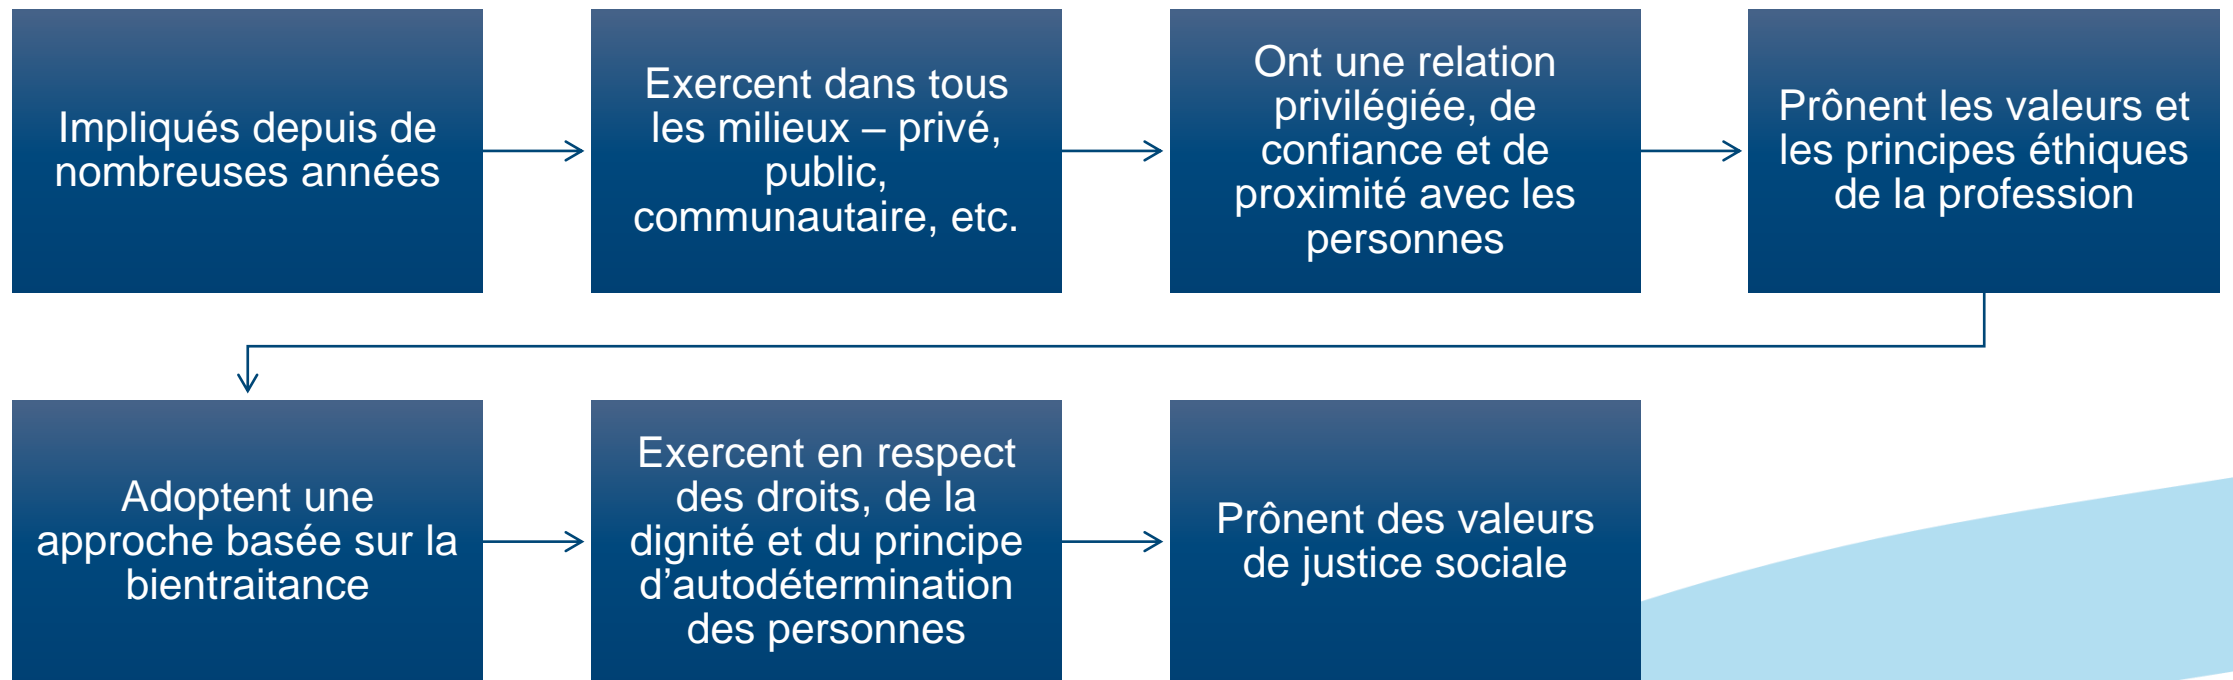 Impliqués depuis de
nombreuses années
Exercent dans tous
les milieux – privé,
public,
communautaire, etc.
Ont une relation
privilégiée, de
confiance et de
proximité avec les
personnes
Prônent les valeurs et
les principes éthiques
de la profession
Adoptent une
approche basée sur la
bientraitance
Exercent en respect
des droits, de la
dignité et du principe
d’autodétermination
des personnes
Prônent des valeurs
de justice sociale